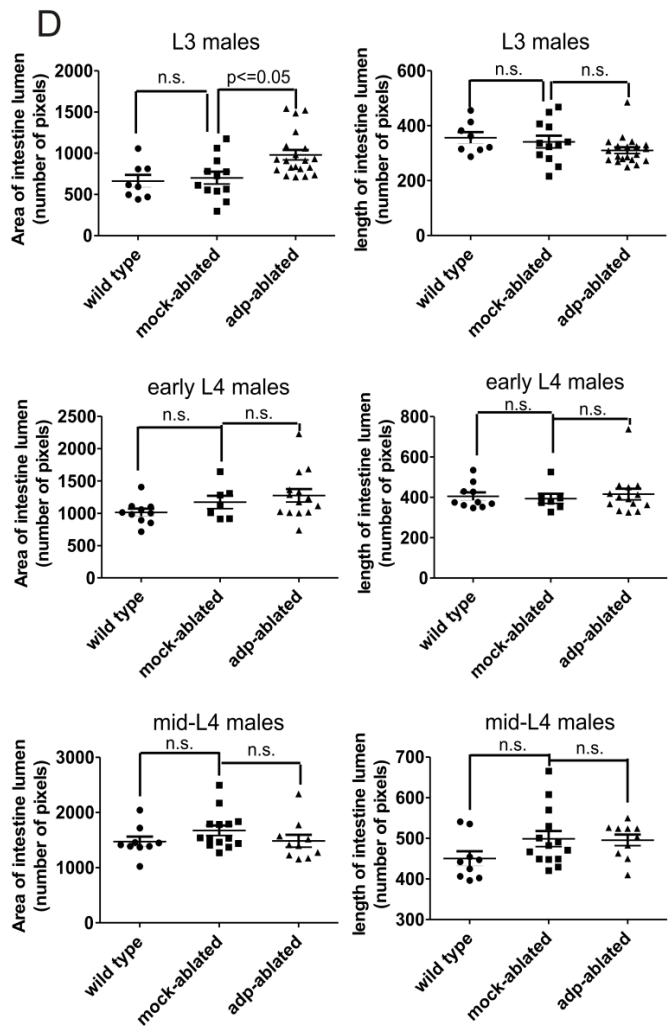 D
L3 males
Area of intestine lumen
(number of pixels)
2000
1500
1000
500
0
n.s.
p<=0.05
wild type
mock-ablated
adp-ablated
L3 males
length of intestine lumen
(number of pixels)
600
400
200
0
n.s.
n.s.
wild type
mock-ablated
adp-ablated
early L4 males
Area of intestine lumen
(number of pixels)
2500
2000
1500
1000
500
0
n.s.
n.s.
wild type
mock-ablated
adp-ablated
early L4 males
length of intestine lumen
(number of pixels)
800
600
400
200
0
n.s.
n.s.
wild type
mock-ablated
adp-ablated
mid-L4 males
Area of intestine lumen
(number of pixels)
3000
2000
1000
0
n.s.
n.s.
wild type
mock-ablated
adp-ablated
mid-L4 males
length of intestine lumen
(number of pixels)
700
600
500
400
300
n.s.
n.s.
wild type
mock-ablated
adp-ablated